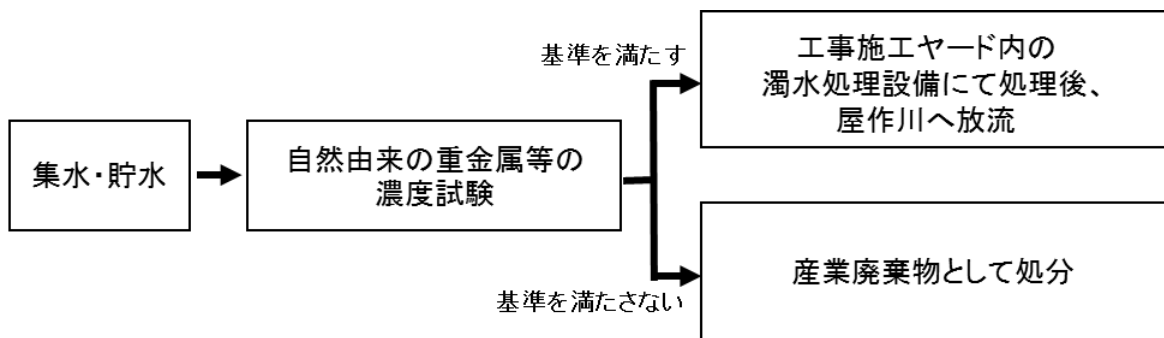 集水・貯水
自然由来の重金属等の
濃度試験
基準を満たす
工事施工ヤード内の
濁水処理設備にて処理後、
屋作川へ放流
基準を満たさない
産業廃棄物として処分